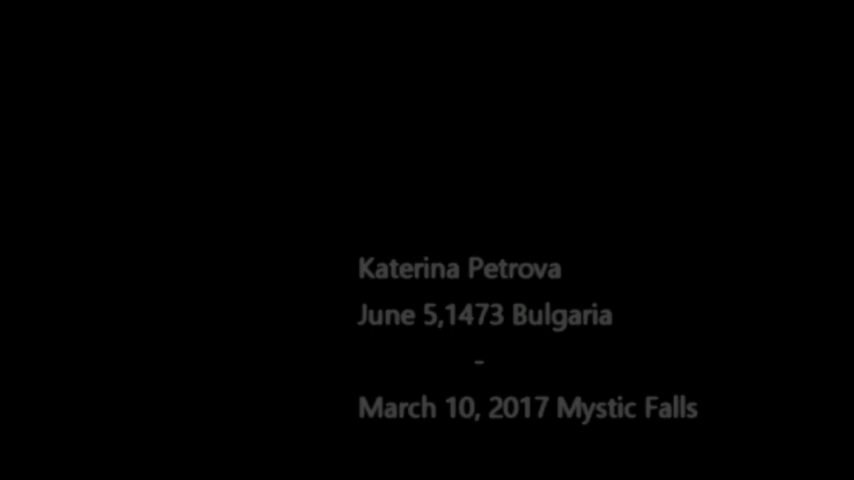 Katerina Petrova
June 5,1473 Bulgaria
-
March 10, 2017 Mystic Falls